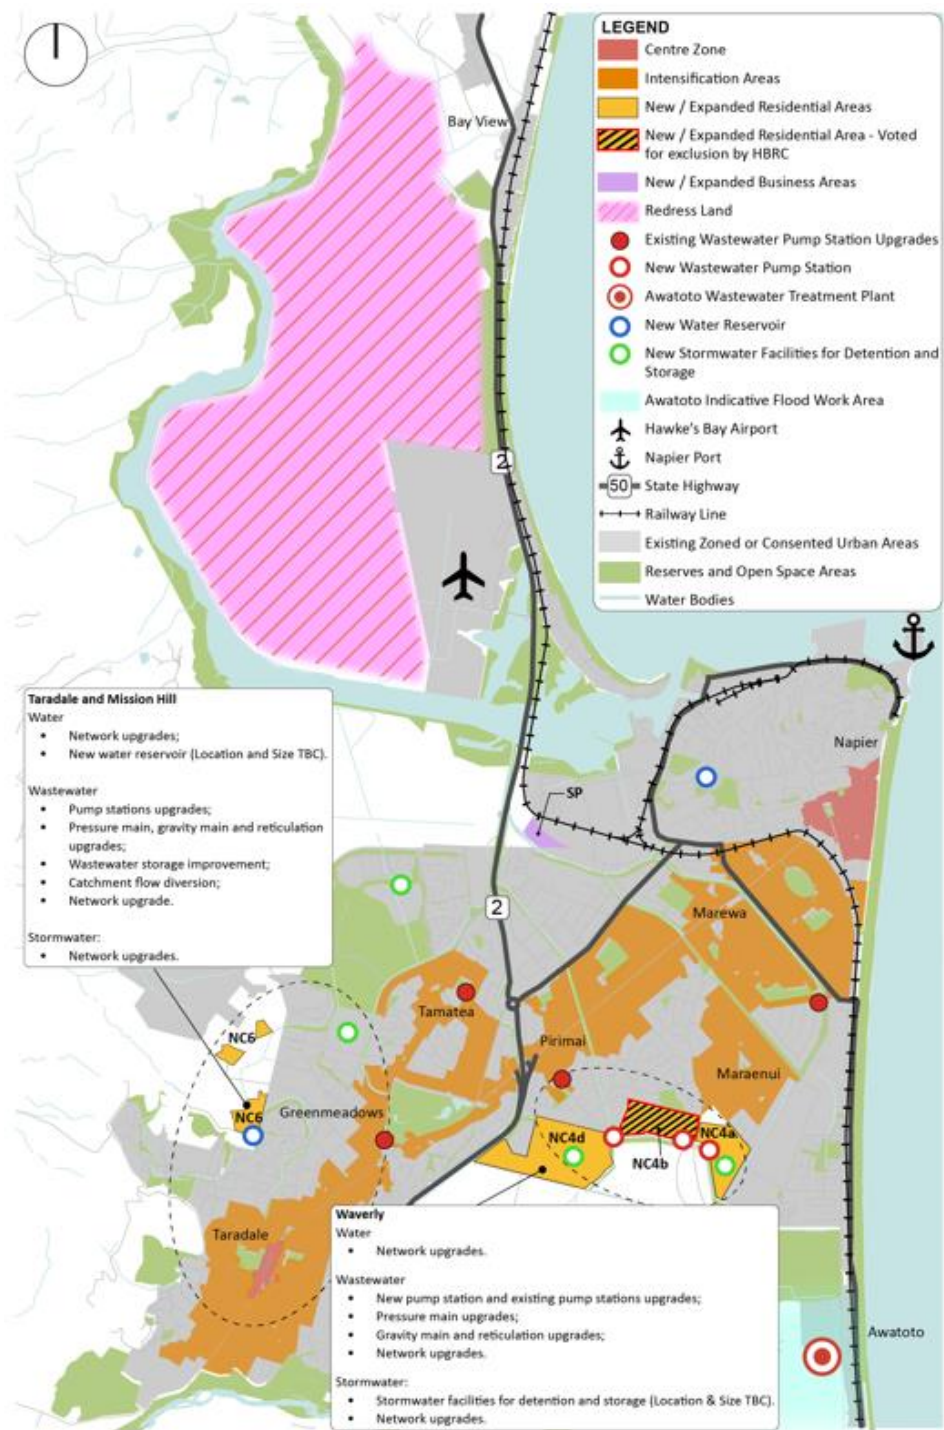 LEGEND
Centre Zone
Intensification Areas
New / Expanded Residential Areas
New / Expanded Residential Area - Voted
for exclusion by HBRC
New / Expanded Business Areas
Redress Land
Existing Wastewater Pump Station Upgrades
New Wastewater Pump Station
Awatoto Wastewater Treatment Plant
New Water Reservoir
New Stormwater Facilities for Detention and
Storage
Awatoto Indicative Flood Work Area
Hawke's Bay Airport
Napier Port
50 State Highway
Railway Line
Existing Zoned or Consented Urban Areas
Reserves and Open Space Areas
Water Bodies
Bay View
2
Taradale and Mission Hill
Water
• Network upgrades;
• New water reservoir (Location and Size TBC).
Wastewater
• Pump stations upgrades;
• Pressure main, gravity main and reticulation
upgrades;
• Wastewater storage improvement;
• Catchment flow diversion;
• Network upgrade.
Stormwater:
• Network upgrades.
Napier
SP
2
Marewa
Tamatea
Pirimai
NC6
Maraenui
Greenmeadows
NC6
NC4d
NC4a
NC4b
Taradale
Waverly
Water
• Network upgrades.
Wastewater
• New pump station and existing pump stations upgrades;
• Pressure main upgrades;
• Gravity main and reticulation upgrades;
• Network upgrades.
Stormwater:
• Stormwater facilities for detention and storage (Location & Size TBC).
• Network upgrades.
Awatoto